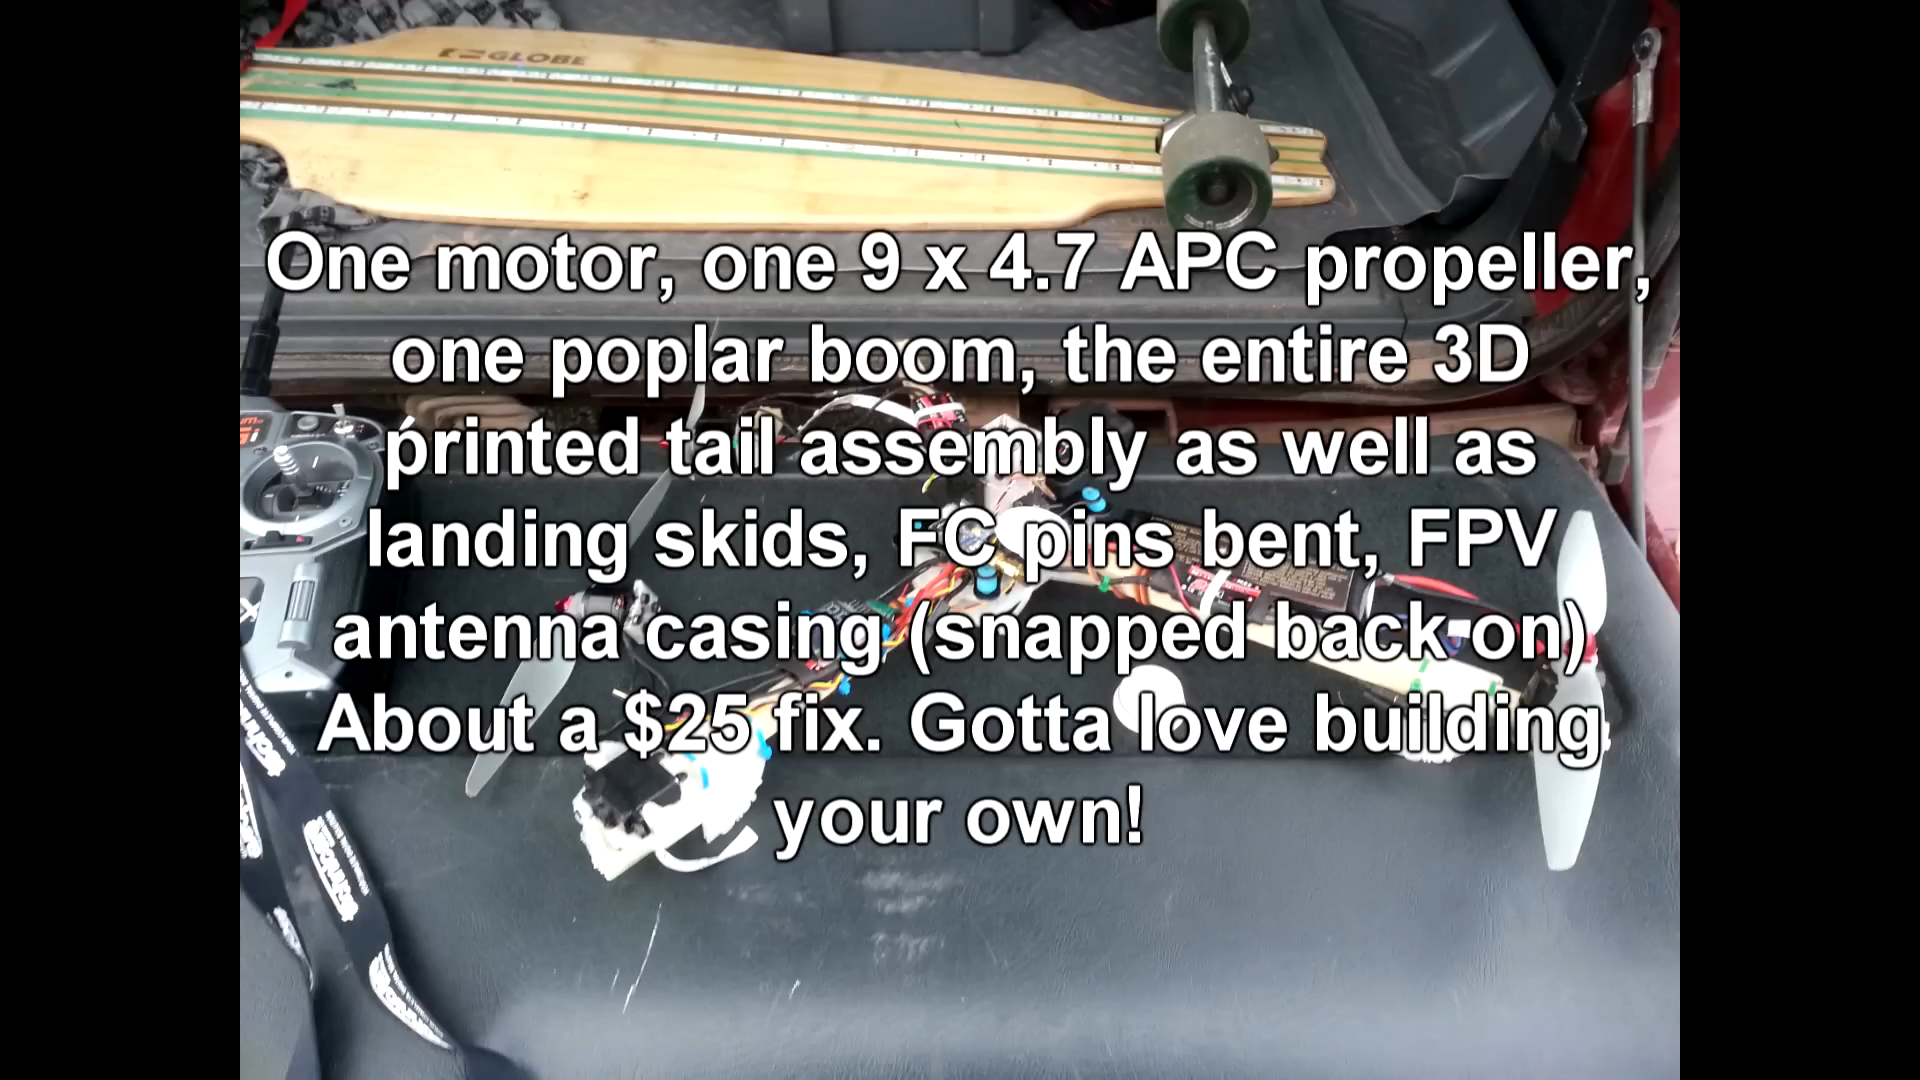 GLOBE
One motor, one 9 x 4.7 APC propeller,
one poplar boom, the entire 3D
printed tail assembly as well as
landing skids, FC pins bent, FPV
antenna casing (snapped back on)
About a $25 fix. Gotta love building
your own!